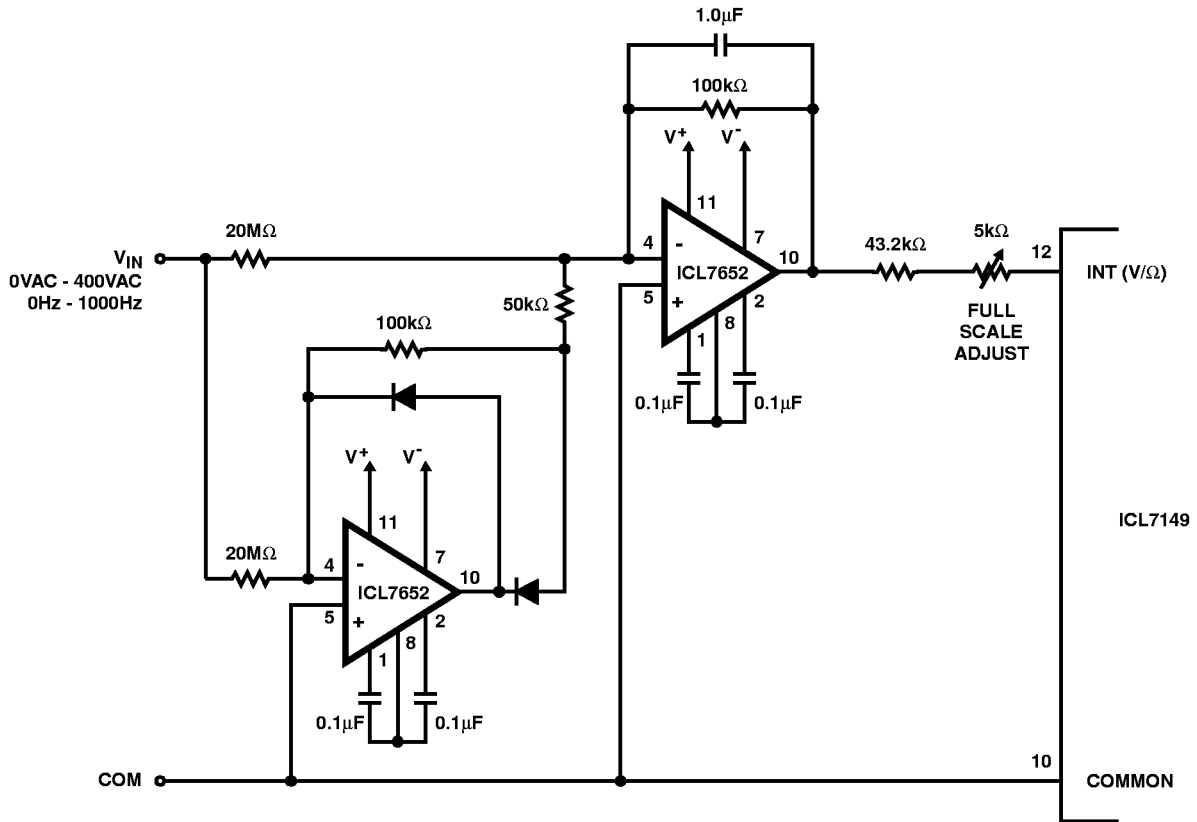 1.0µF
100kΩ
V+
V-
11
7
20MΩ
VIN
0VAC - 400VAC
0Hz - 1000Hz
4
-
ICL7652
10
5
+
1
8
2
0.1µF
0.1µF
43.2kΩ
5kΩ
FULL
SCALE
ADJUST
12
INT (V/Ω)
50kΩ
100kΩ
V+
V-
11
7
20MΩ
4
-
ICL7652
10
5
+
1
8
2
0.1µF
0.1µF
ICL7149
COM
10
COMMON